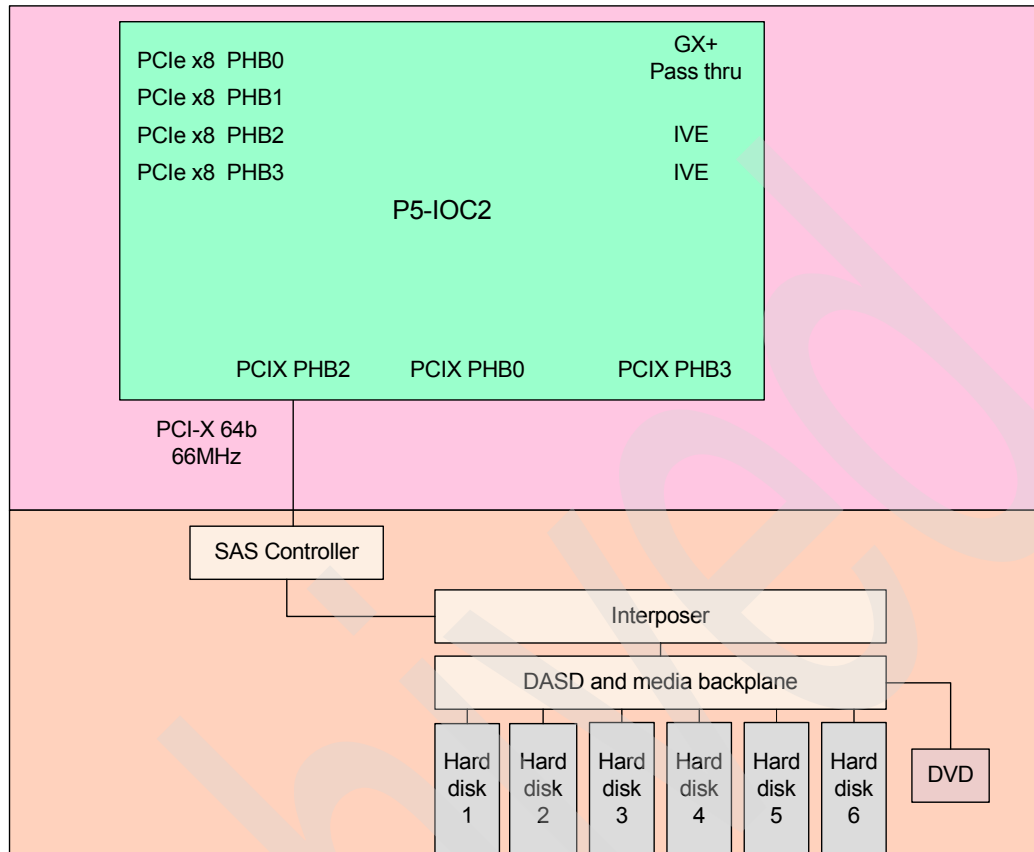 PCIe x8 PHB0
PCIe x8 PHB1
PCIe x8 PHB2
PCIe x8 PHB3
GX+
Pass thru
IVE
IVE
P5-IOC2
PCIX PHB2
PCIX PHB0
PCIX PHB3
PCI-X 64b
66MHz
SAS Controller
Interposer
DASD and media backplane
Hard
disk
1
Hard
disk
2
Hard
disk
3
Hard
disk
4
Hard
disk
5
Hard
disk
6
DVD